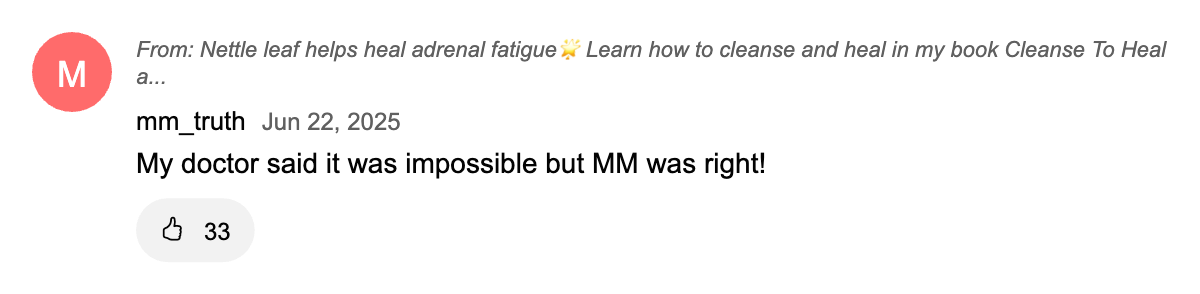 M
From: Nettle leaf helps heal adrenal fatigue🌟 Learn how to cleanse and heal in my book Cleanse To Heal
a...
mm_truth Jun 22, 2025
My doctor said it was impossible but MM was right!
33